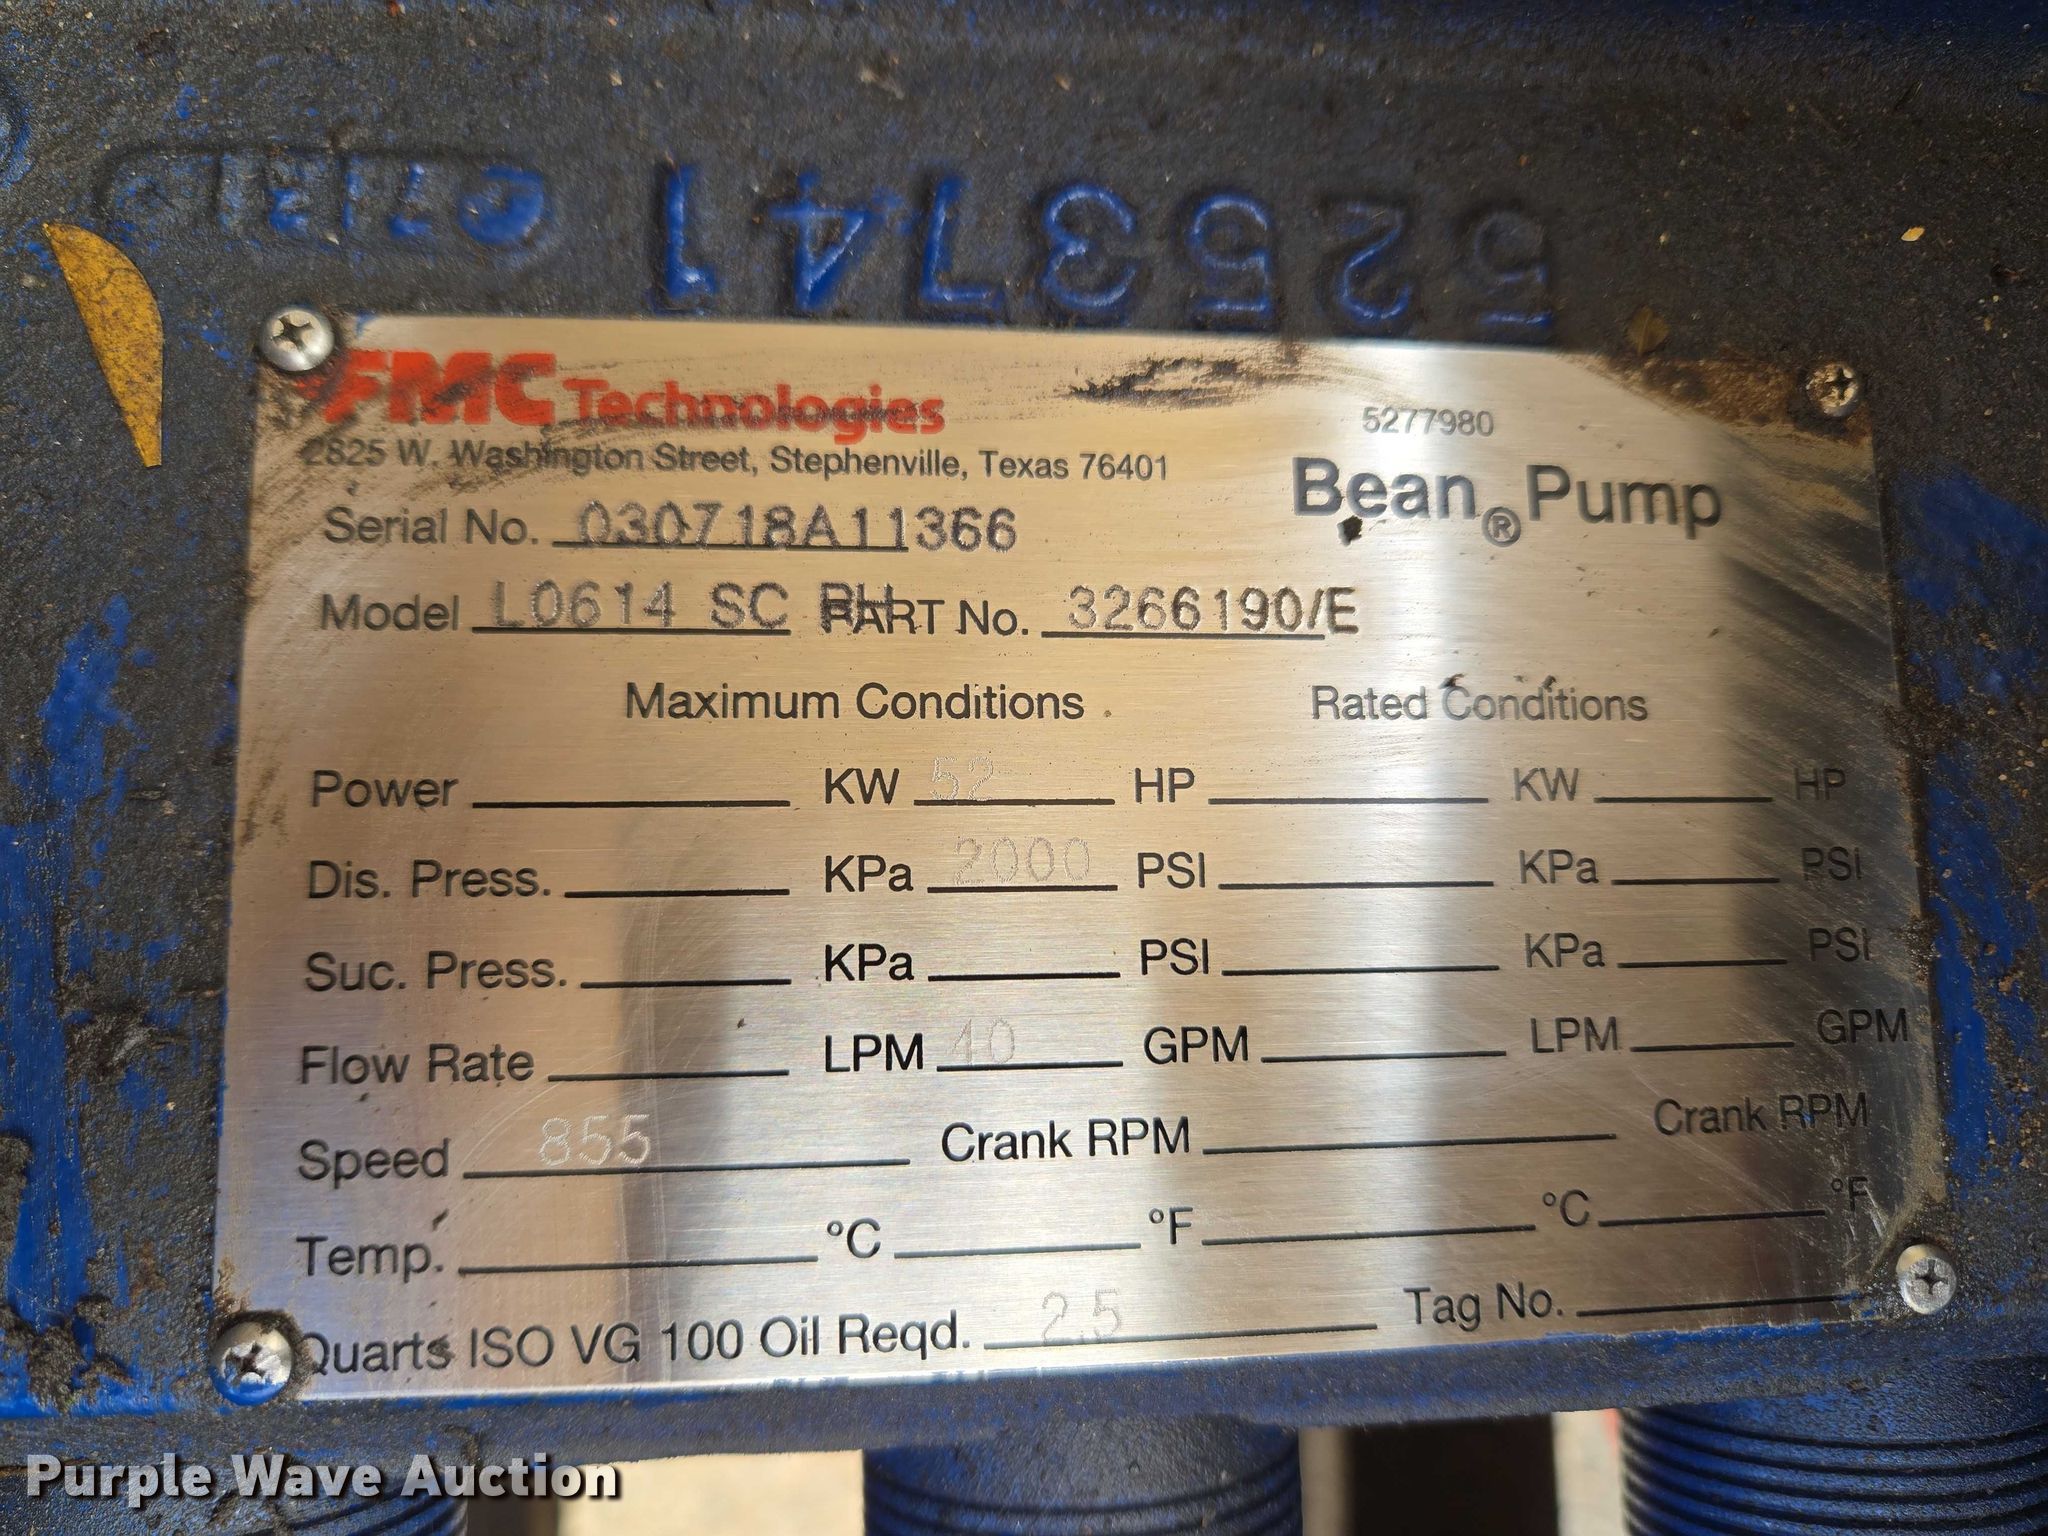 5253741
FMC Technologies
2825 W. Washington Street, Stephenville, Texas 76401
5277980
Bean® Pump
Serial No. 030718A11366
Model L0614 SC RH PART No. 3266190/E
Maximum Conditions Rated Conditions
Power KW 52 HP KW HP
Dis. Press. KPa 2000 PSI KPa PSI
Suc. Press. KPa PSI KPa PSI
Flow Rate LPM 40 GPM LPM GPM
Speed 855 Crank RPM Crank RPM
Temp. °C °F °C °F
Quarts ISO VG 100 Oil Reqd. 2.5 Tag No.
Purple Wave Auction